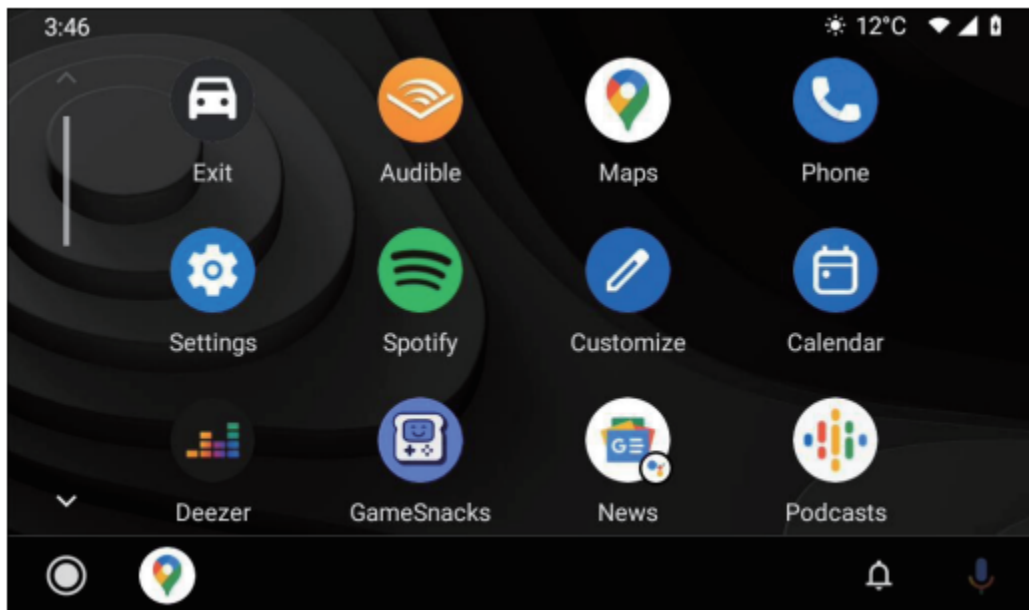 3:46 12°C
Exit Audible Maps Phone
Settings Spotify Customize Calendar
G
Deezer GameSnacks News Podcasts